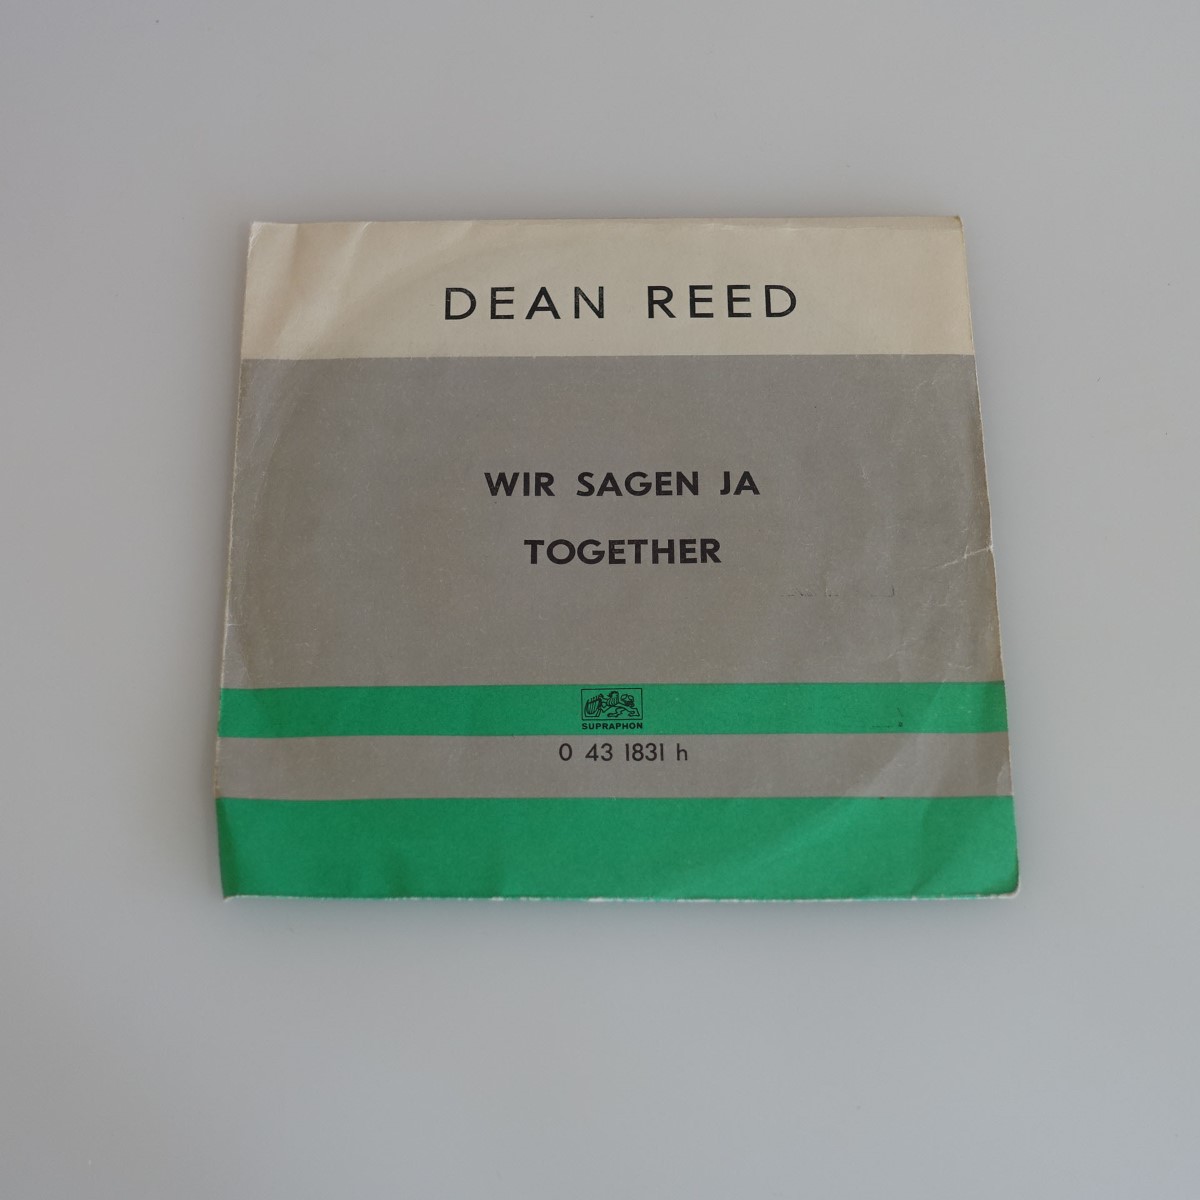 DEAN REED
WIR SAGEN JA
TOGETHER
SUPRAPHON
0 43 1831 h